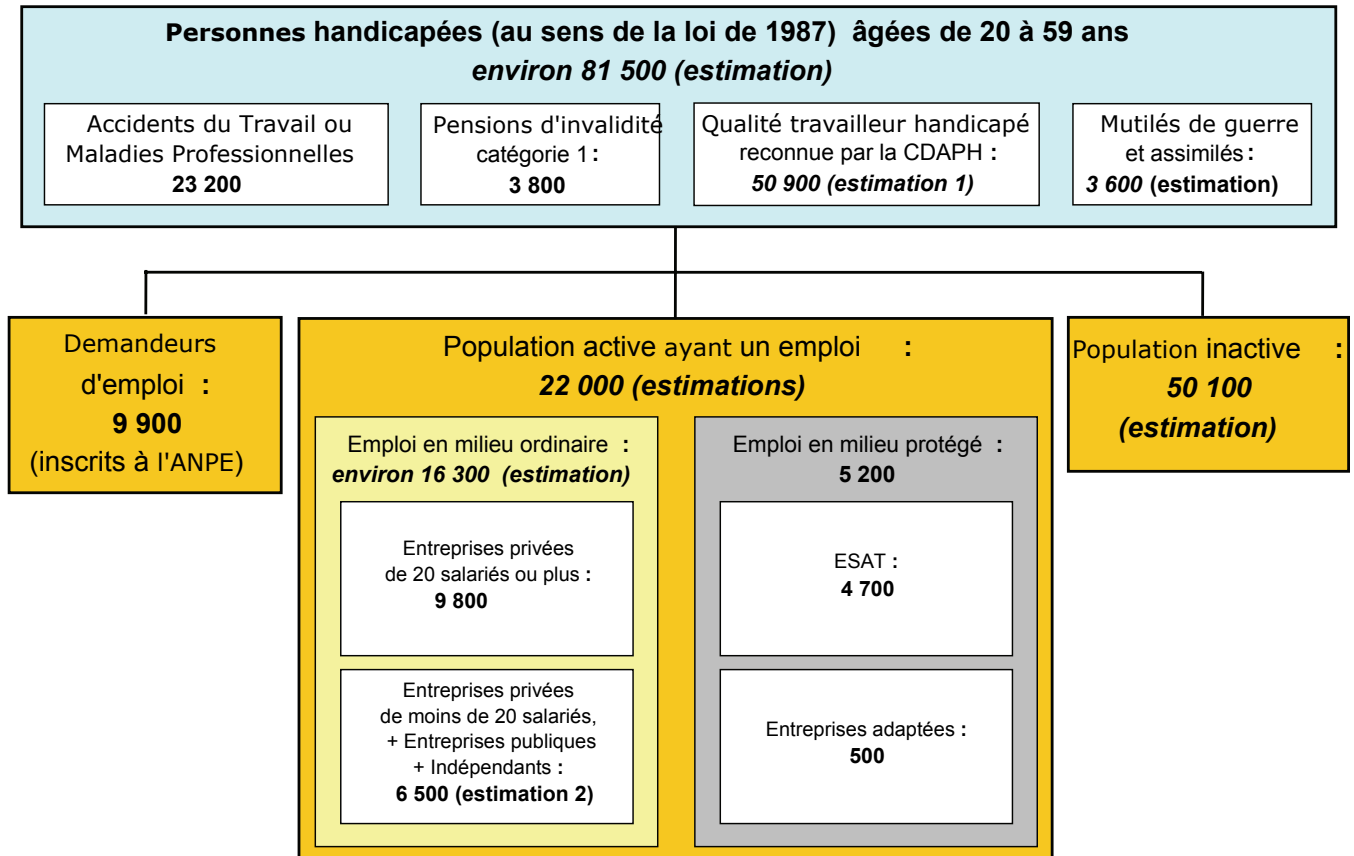 Personnes handicapées (au sens de la loi de 1987) âgées de 20 à 59 ans
environ 81 500 (estimation)
Accidents du Travail ou
Maladies Professionnelles
23 200
Pensions d'invalidité
catégorie 1 :
3 800
Qualité travailleur handicapé
reconnue par la CDAPH :
50 900 (estimation 1)
Mutilés de guerre
et assimilés :
3 600 (estimation)
Demandeurs
d'emploi :
9 900
(inscrits à l'ANPE)
Population active ayant un emploi :
22 000 (estimations)
Emploi en milieu ordinaire :
environ 16 300 (estimation)
Entreprises privées
de 20 salariés ou plus :
9 800
Entreprises privées
de moins de 20 salariés,
+ Entreprises publiques
+ Indépendants :
6 500 (estimation 2)
Emploi en milieu protégé :
5 200
ESAT :
4 700
Entreprises adaptées :
500
Population inactive :
50 100
(estimation)